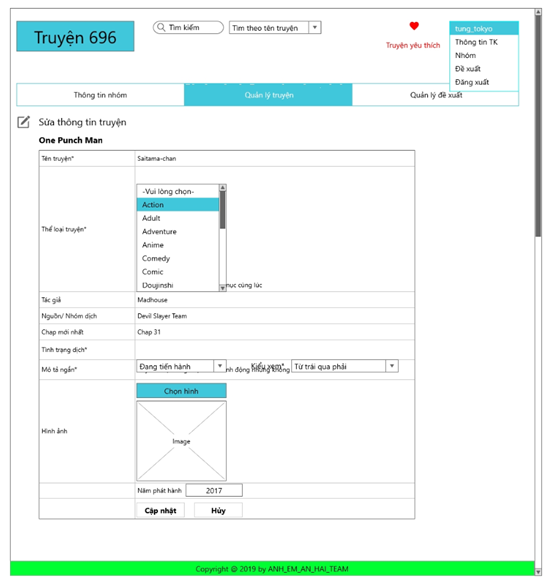 Truyện 696
Tìm kiếm
Tìm theo tên truyện
Truyện yêu thích
tung_tokyo
Thông tin TK
Nhóm
Đề xuất
Đăng xuất
Thông tin nhóm
Quản lý truyện
Quản lý đề xuất
Sửa thông tin truyện
One Punch Man
Tên truyện*
Saitama-chan
Thể loại truyện*
-Vui lòng chọn-
Action
Adult
Adventure
Anime
Comedy
Comic
Doujinshi
mục cùng lúc
Tác giả
Madhouse
Nguồn/ Nhóm dịch
Devil Slayer Team
Chap mới nhất
Chap 31
Tình trạng dịch*
Mô tả ngắn*
Đang tiến hành
Kiểu xem*
Từ trái qua phải
động nhưng không
Chọn hình
Hình ảnh
Image
Năm phát hành
2017
Cập nhật
Hủy
Copyright @ 2019 by ANH_EM_AN_HAI_TEAM